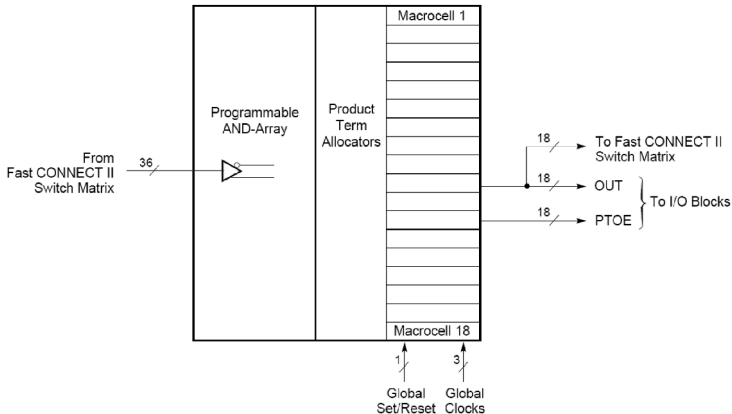 Macrocell 1
Programmable
AND-Array
Product
Term
Allocators
From
Fast CONNECT II
Switch Matrix
36
18
To Fast CONNECT II
Switch Matrix
18
OUT
To I/O Blocks
18
PTOE
Macrocell 18
1
3
Global
Set/Reset
Global
Clocks